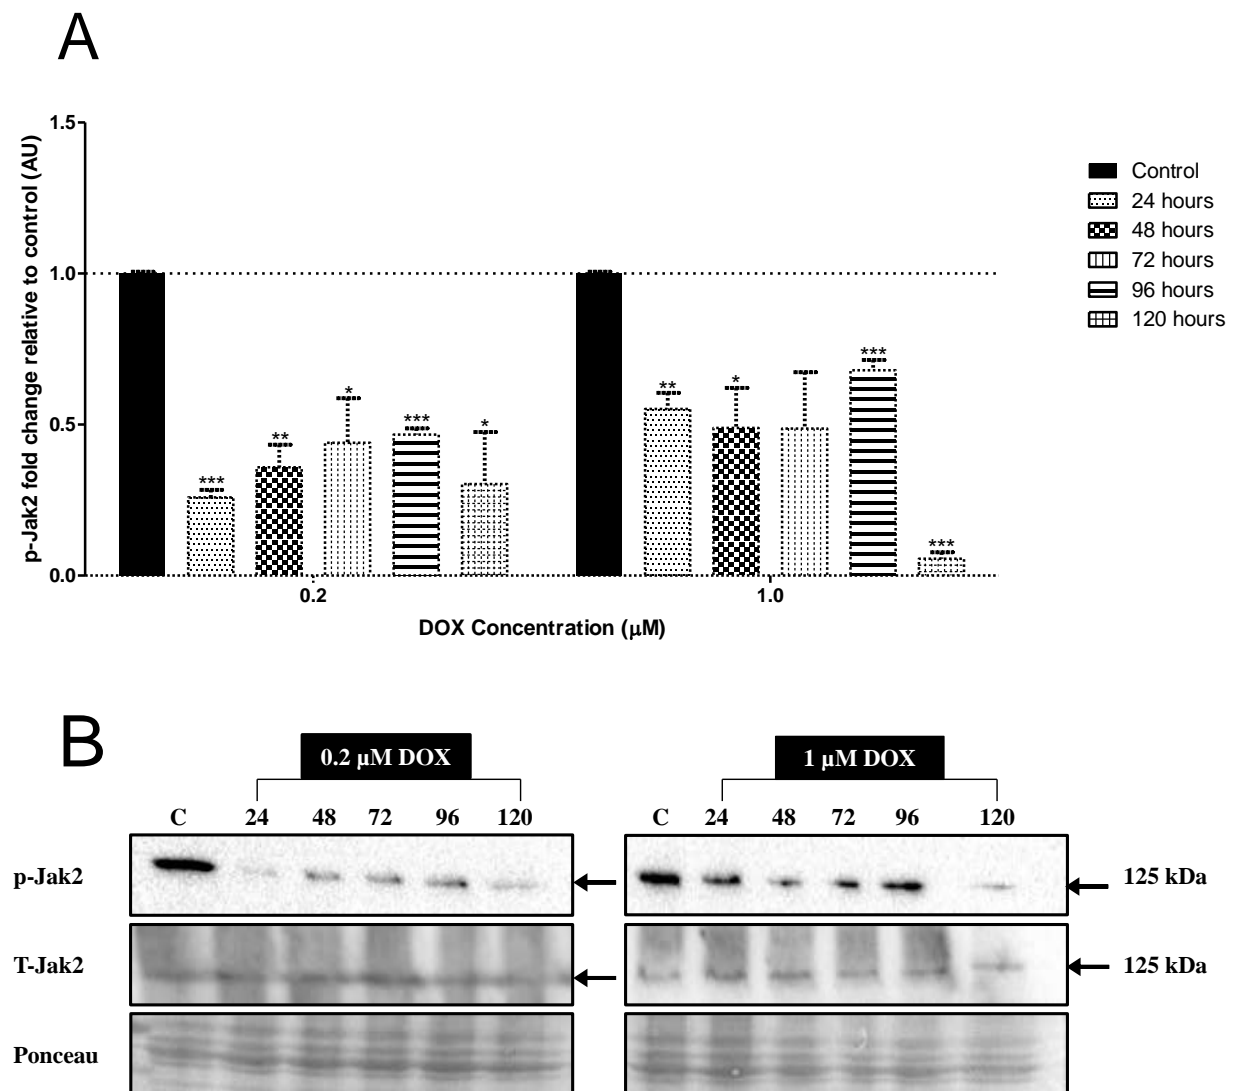 A
p-Jak2 fold change relative to control (AU)
1.5
1.0
0.5
0.0
***
**
*
***
*
**
*
***
***
0.2
1.0
DOX Concentration (µM)
Control
24 hours
48 hours
72 hours
96 hours
120 hours
B
0.2 µM DOX
1 µM DOX
C 24 48 72 96 120
C 24 48 72 96 120
p-Jak2
125 kDa
T-Jak2
125 kDa
Ponceau